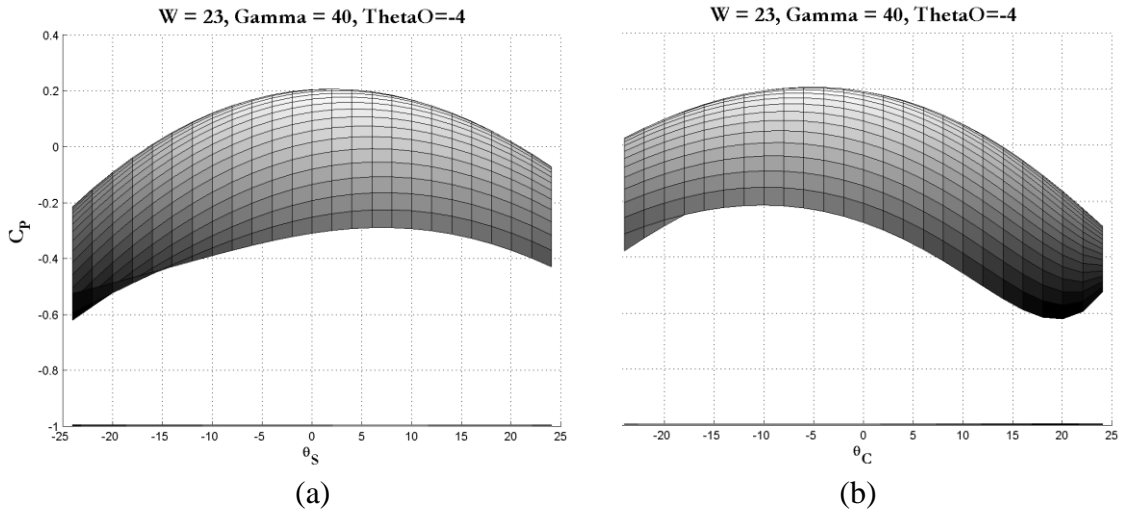 W = 23, Gamma = 40, ThetaO=-4
0.4
0.2
0
-0.2
-0.4
-0.6
-0.8
-1
C_P
-25 -20 -15 -10 -5 0 5 10 15 20 25
θ_S
(a)
W = 23, Gamma = 40, ThetaO=-4
-20 -15 -10 -5 0 5 10 15 20 25
θ_C
(b)